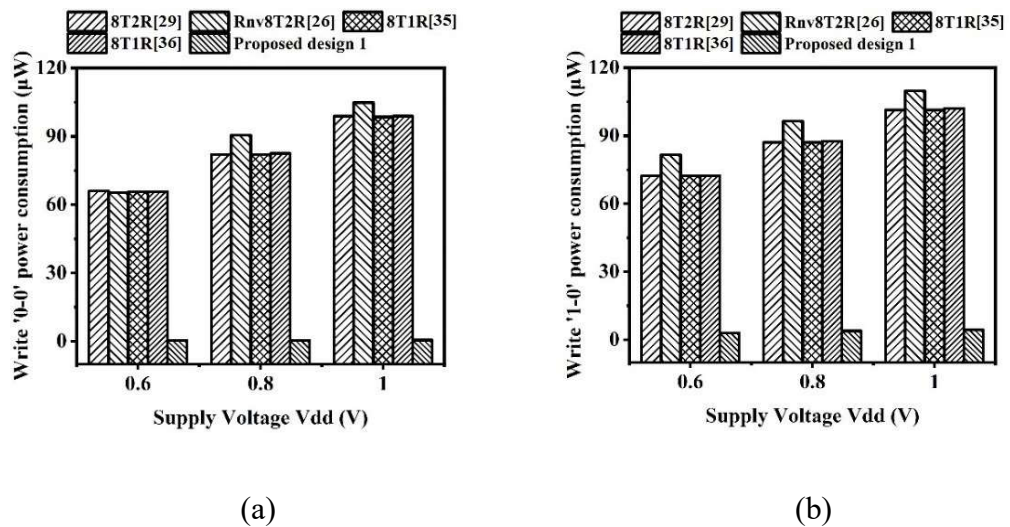 8T2R[29] Rnv8T2R[26] 8T1R[35]
8T1R[36] Proposed design 1
Write '0-0' power consumption (μW)
120
90
60
30
0
0.6 0.8 1
Supply Voltage Vdd (V)
(a)
8T2R[29] Rnv8T2R[26] 8T1R[35]
8T1R[36] Proposed design 1
Write '1-0' power consumption (μW)
120
90
60
30
0
0.6 0.8 1
Supply Voltage Vdd (V)
(b)